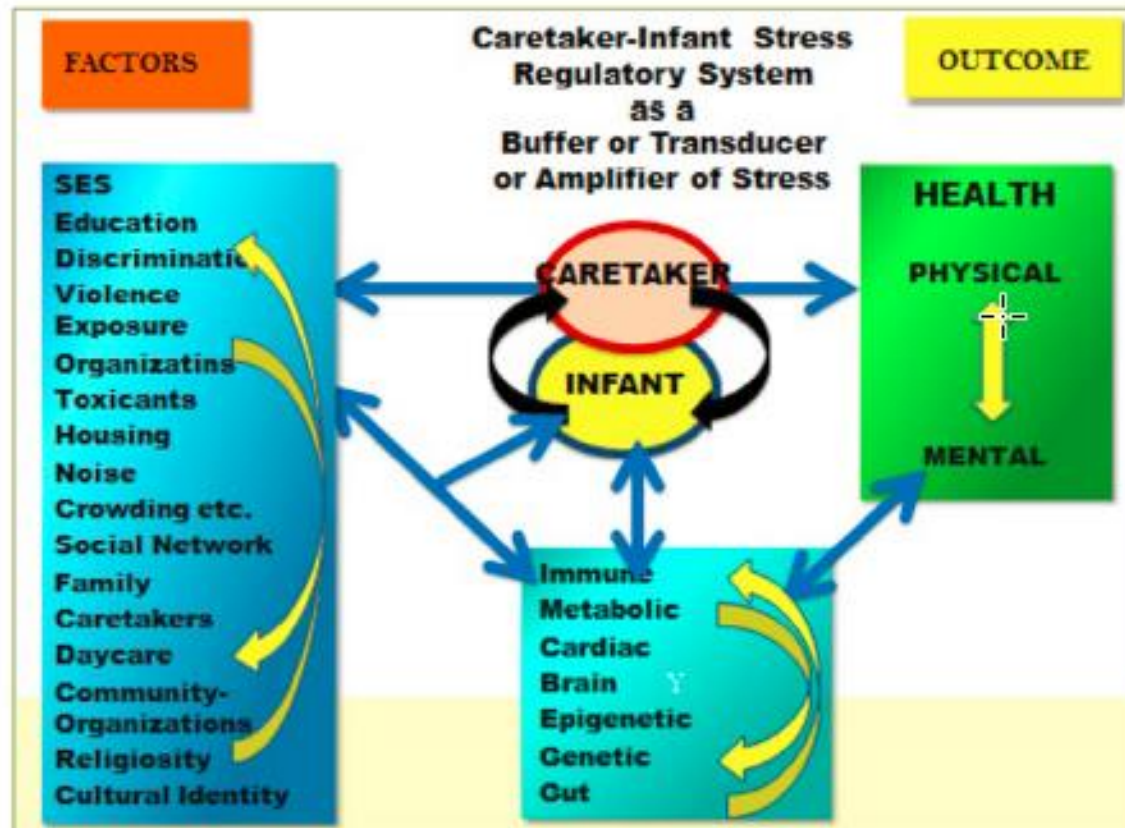 FACTORS
Caretaker-Infant Stress
Regulatory System
as a
Buffer or Transducer
or Amplifier of Stress
OUTCOME
SES
Education
Discriminatio
Violence
Exposure
Organizatins
Toxicants
Housing
Noise
Crowding etc.
Social Network
Family
Caretakers
Daycare
Community-
Organizations
Religiosity
Cultural Identity
CARETAKER
INFANT
Immune
Metabolic
Cardiac
Brain Y
Epigenetic
Genetic
Gut
HEALTH
PHYSICAL
MENTAL